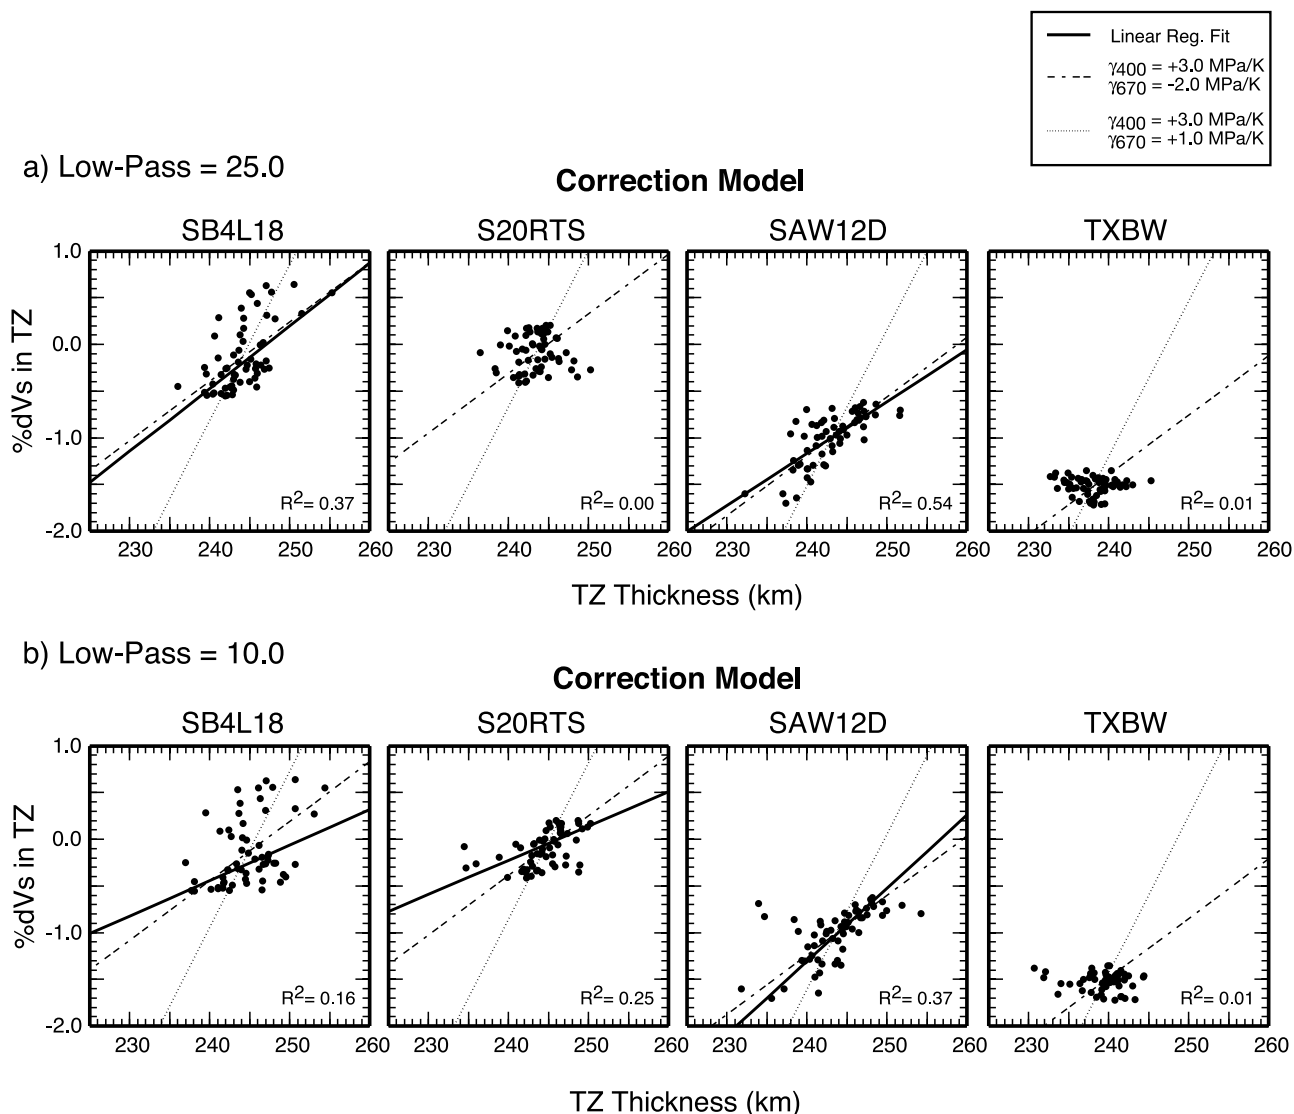 Linear Reg. Fit
γ400 = +3.0 MPa/K
γ670 = -2.0 MPa/K
γ400 = +3.0 MPa/K
γ670 = +1.0 MPa/K
a) Low-Pass = 25.0
Correction Model
SB4L18 S20RTS SAW12D TXBW
1.0
0.0
-1.0
-2.0
%dVs in TZ
R2= 0.37 R2= 0.00 R2= 0.54 R2= 0.01
230 240 250 260 230 240 250 260 230 240 250 260 230 240 250 260
TZ Thickness (km)
b) Low-Pass = 10.0
Correction Model
SB4L18 S20RTS SAW12D TXBW
1.0
0.0
-1.0
-2.0
%dVs in TZ
R2= 0.16 R2= 0.25 R2= 0.37 R2= 0.01
230 240 250 260 230 240 250 260 230 240 250 260 230 240 250 260
TZ Thickness (km)